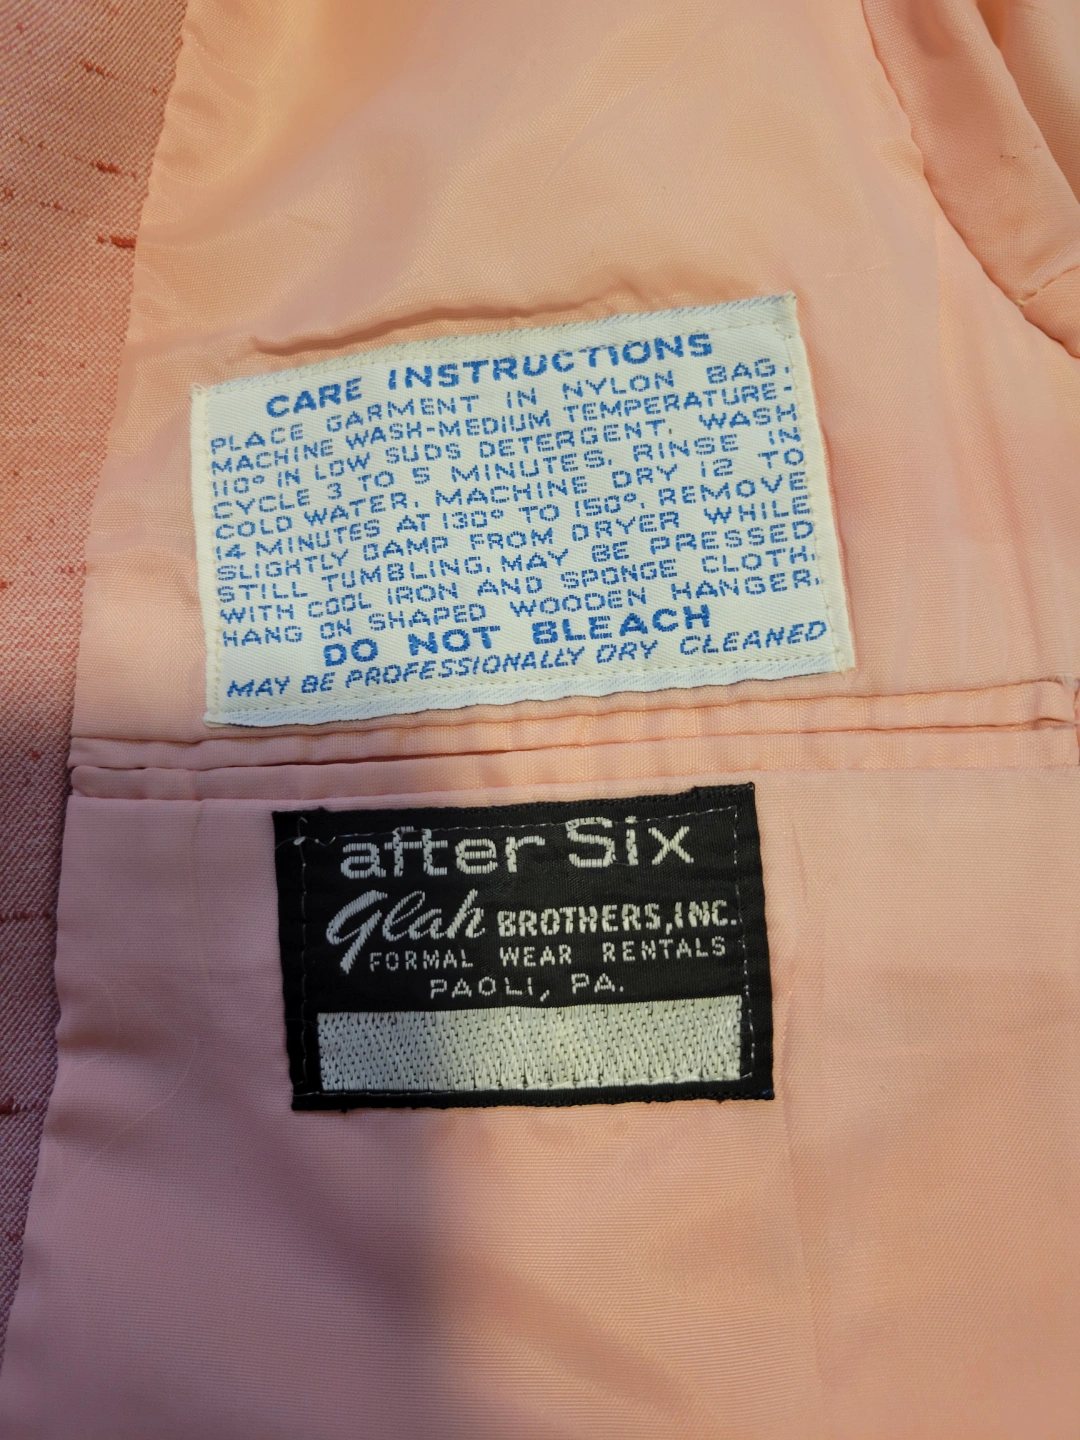 CARE INSTRUCTIONS
PLACE GARMENT IN NYLON BAG.
MACHINE WASH-MEDIUM TEMPERATURE-
110° IN LOW SUDS DETERGENT. WASH
CYCLE 3 TO 5 MINUTES. RINSE IN
COLD WATER. MACHINE DRY 12 TO
14 MINUTES AT 130° TO 150°. REMOVE
SLIGHTLY DAMP FROM DRYER WHILE
STILL TUMBLING. MAY BE PRESSED
WITH COOL IRON AND SPONGE CLOTH.
HANG ON SHAPED WOODEN HANGER.
DO NOT BLEACH
MAY BE PROFESSIONALLY DRY CLEANED
after Six
Glah BROTHERS, INC.
FORMAL WEAR RENTALS
PAOLI, PA.